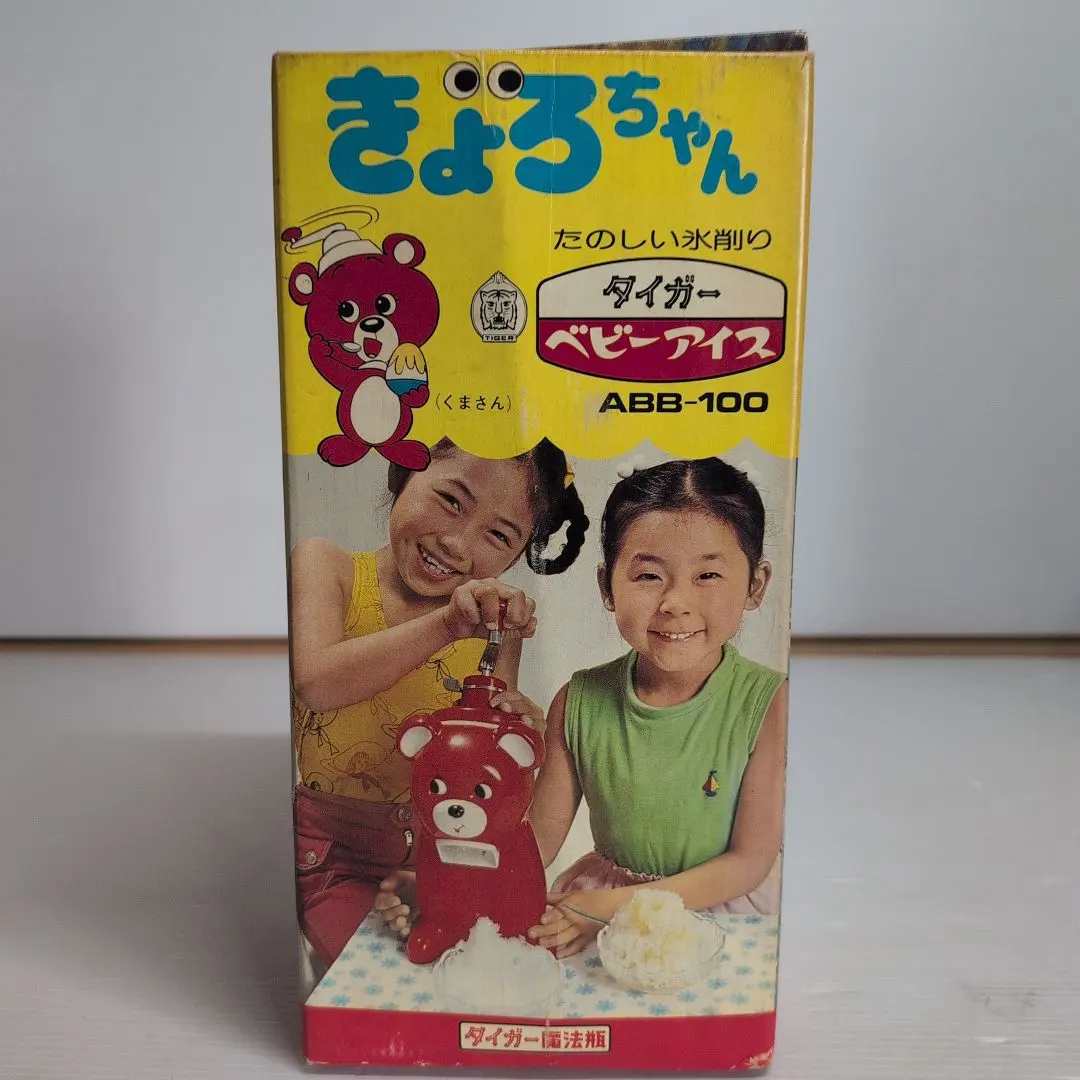 きょろちゃん
たのしい氷削り
タイガー
ベビーアイス
TIGER
(くまさん)
ABB-100
タイガー魔法瓶